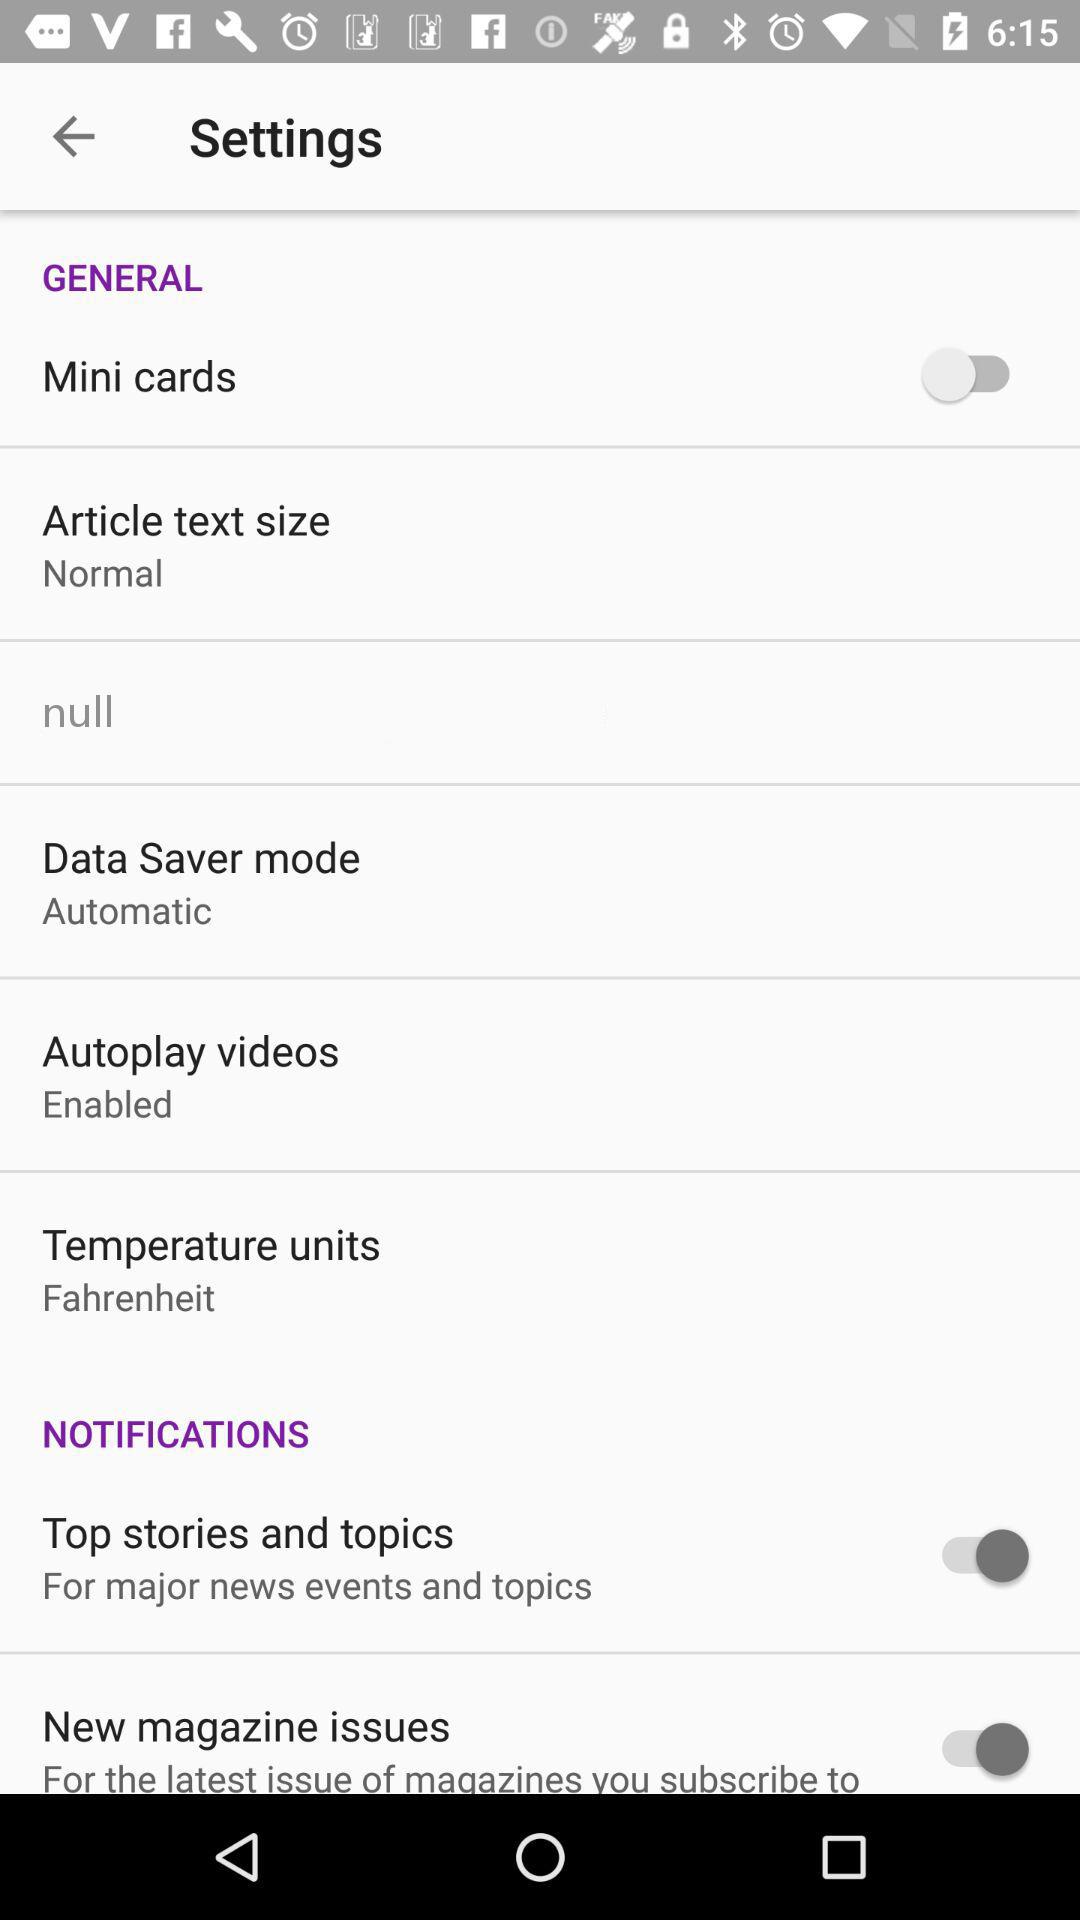 FAKE
6:15
Settings
GENERAL
Mini cards
Article text size
Normal
null
Data Saver mode
Automatic
Autoplay videos
Enabled
Temperature units
Fahrenheit
NOTIFICATIONS
Top stories and topics
For major news events and topics
New magazine issues
For the latest issue of magazines you subscribe to